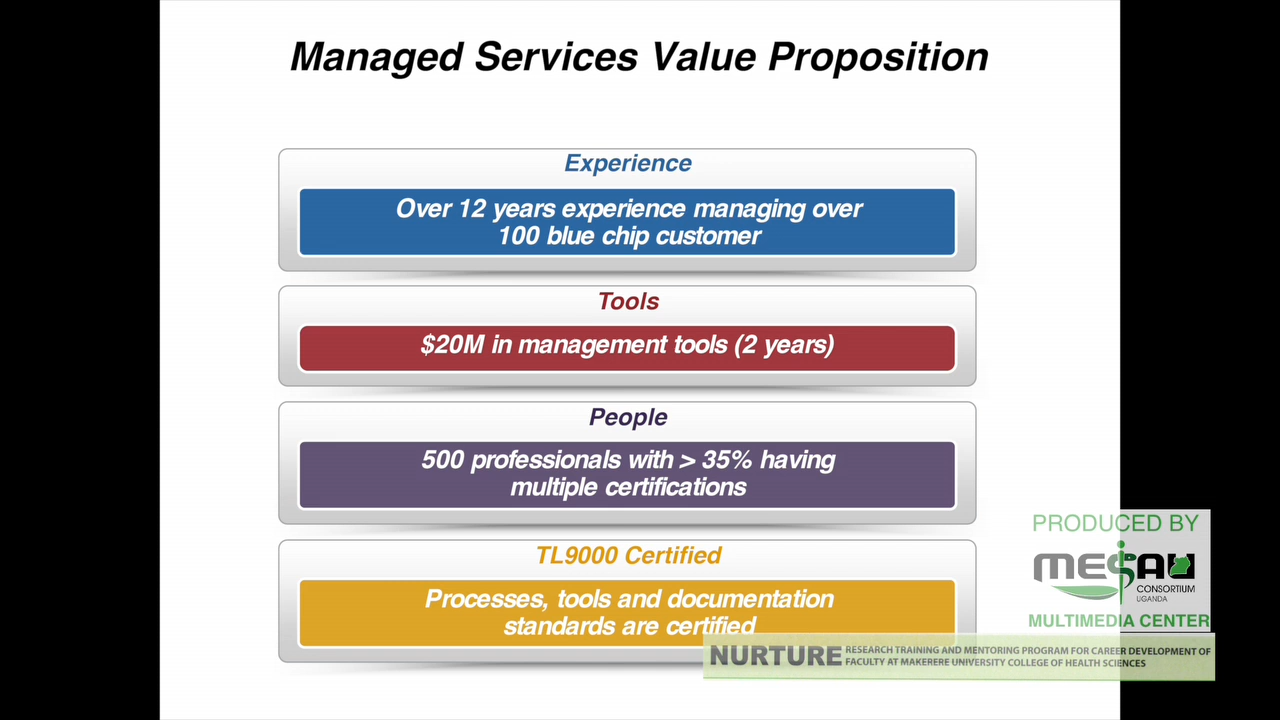 Managed Services Value Proposition
Experience
Over 12 years experience managing over
100 blue chip customer
Tools
$20M in management tools (2 years)
People
500 professionals with > 35% having
multiple certifications
TL9000 Certified
Processes, tools and documentation
standards are certified
PRODUCED BY
MESAU
CONSORTIUM
UGANDA
MULTIMEDIA CENTER
NURTURE
RESEARCH TRAINING AND MENTORING PROGRAM FOR CAREER DEVELOPMENT OF
FACULTY AT MAKERERE UNIVERSITY COLLEGE OF HEALTH SCIENCES